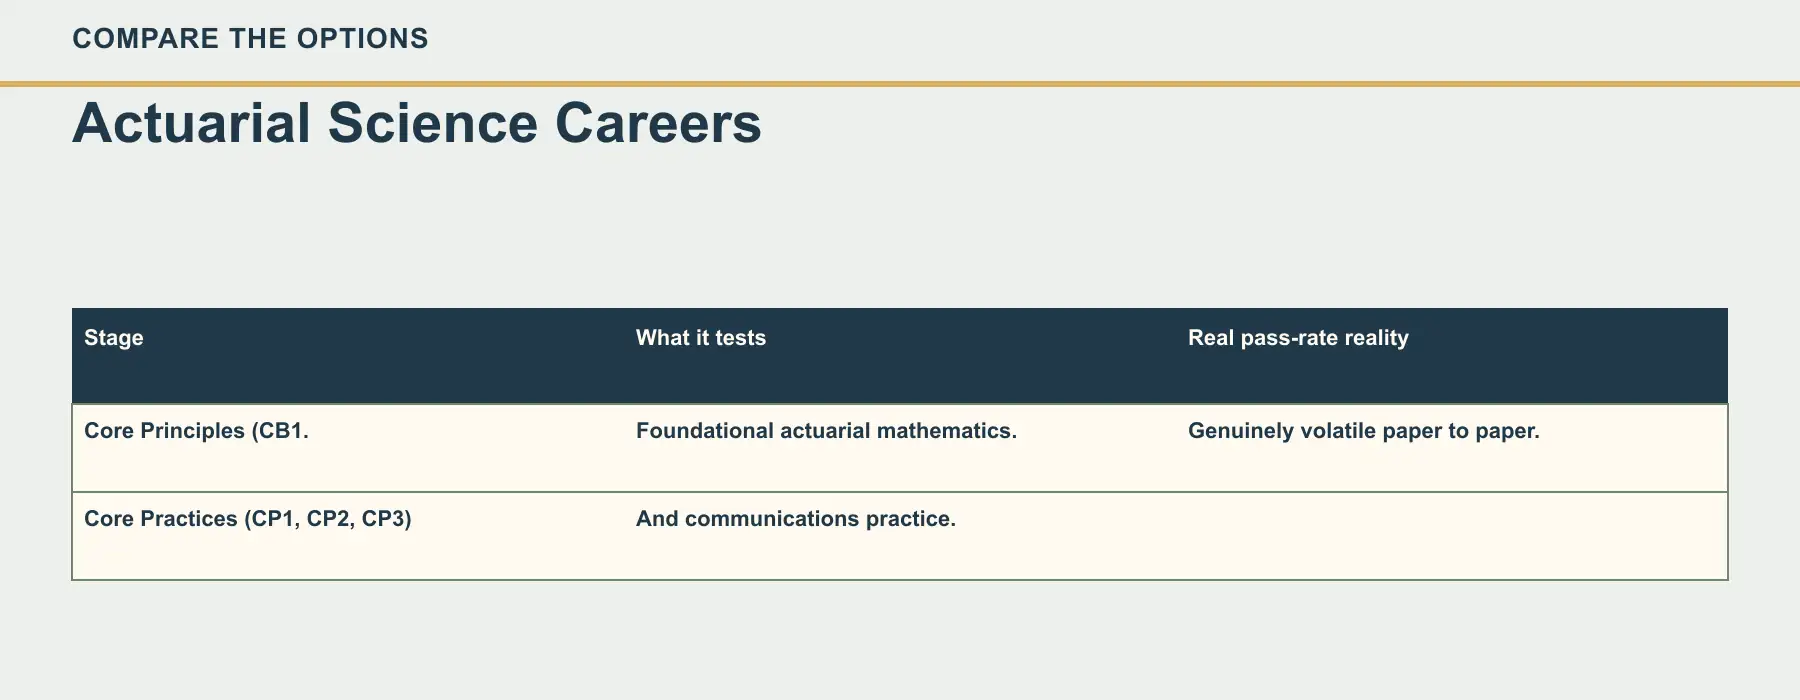 COMPARE THE OPTIONS
Actuarial Science Careers
Stage What it tests Real pass-rate reality
Core Principles (CB1. Foundational actuarial mathematics. Genuinely volatile paper to paper.
Core Practices (CP1, CP2, CP3) And communications practice.